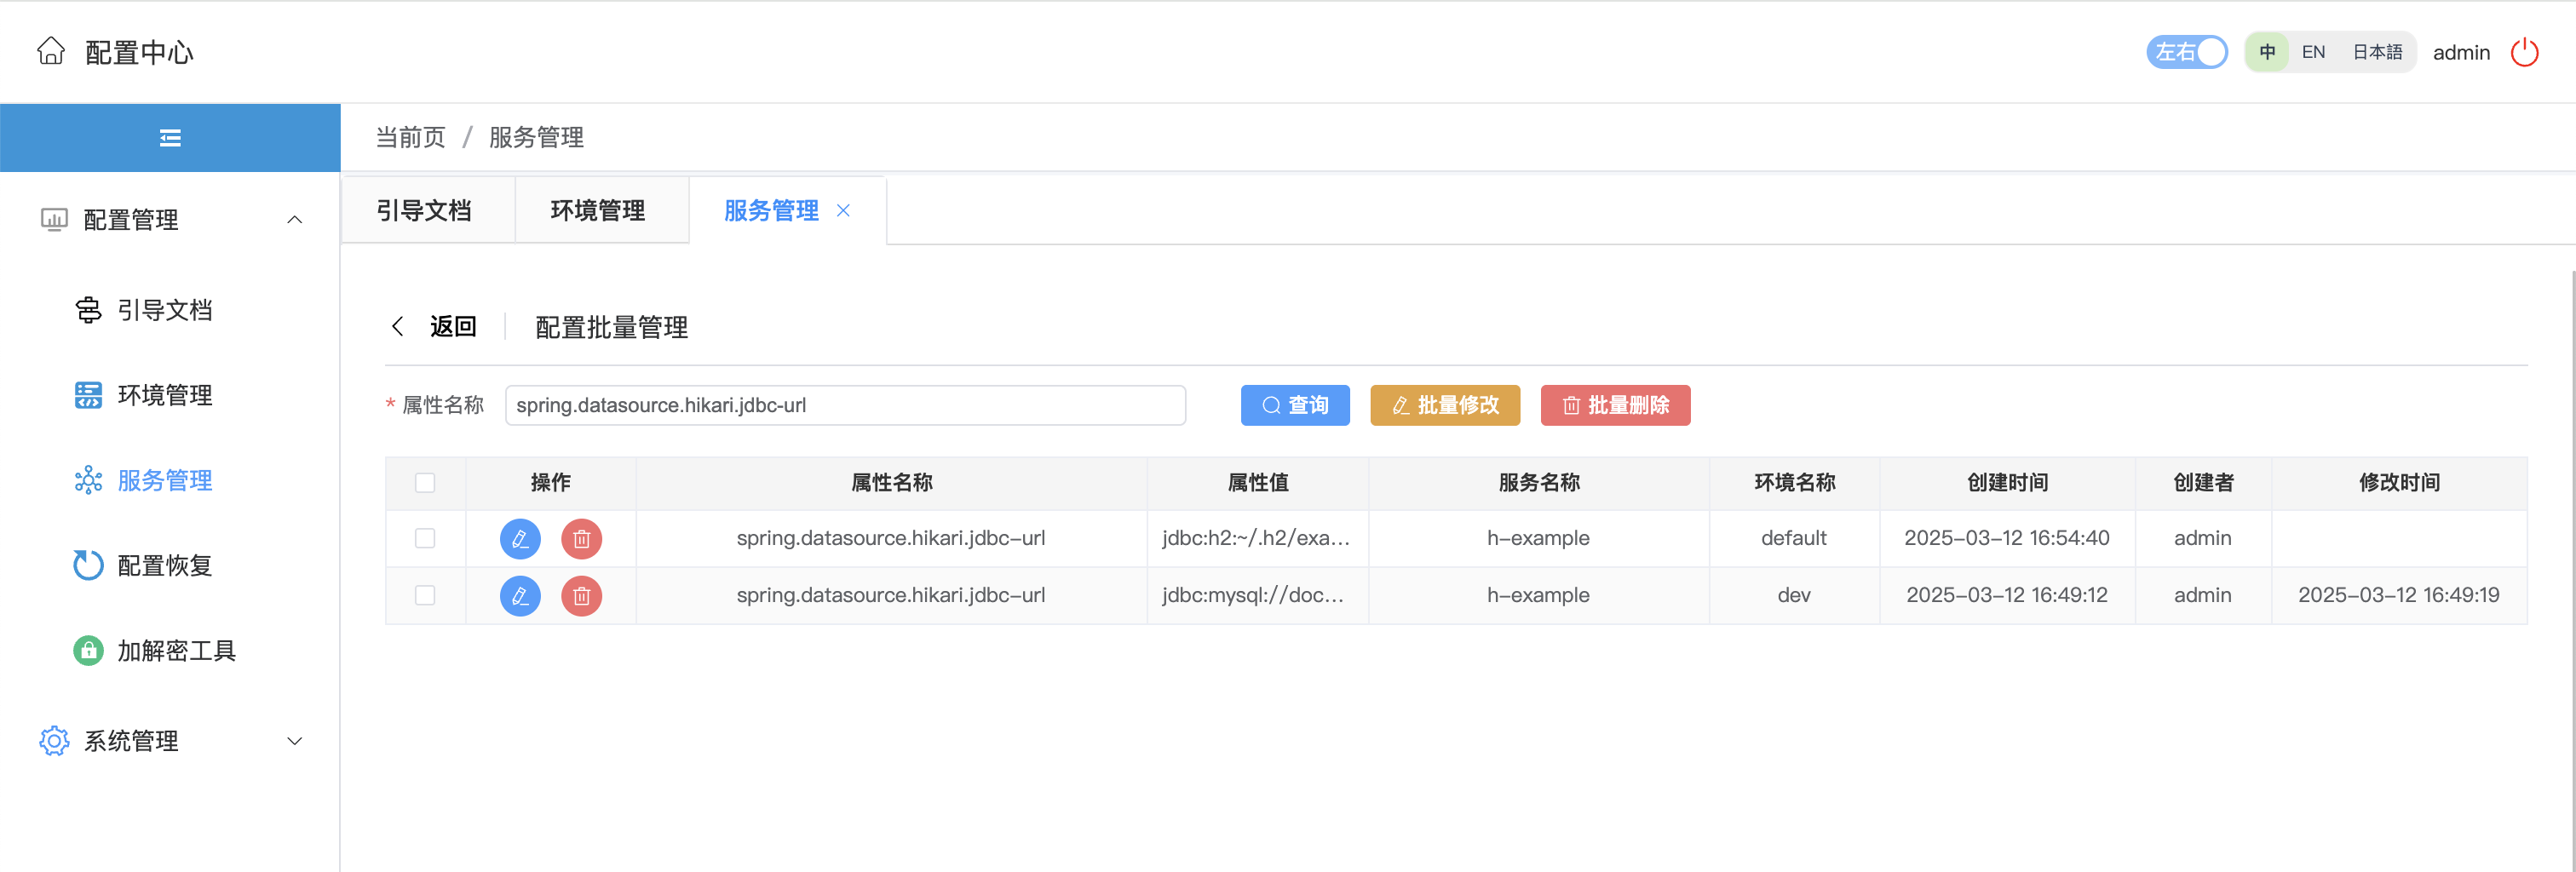 配置中心
左右 中 EN 日本語 admin
当前页 / 服务管理
引导文档 环境管理 服务管理
配置管理
引导文档
环境管理
服务管理
配置恢复
加解密工具
系统管理
返回 配置批量管理
* 属性名称 spring.datasource.hikari.jdbc-url 查询 批量修改 批量删除
操作 属性名称 属性值 服务名称 环境名称 创建时间 创建者 修改时间
spring.datasource.hikari.jdbc-url jdbc:h2:~/.h2/exa... h-example default 2025-03-12 16:54:40 admin
spring.datasource.hikari.jdbc-url jdbc:mysql://doc... h-example dev 2025-03-12 16:49:12 admin 2025-03-12 16:49:19